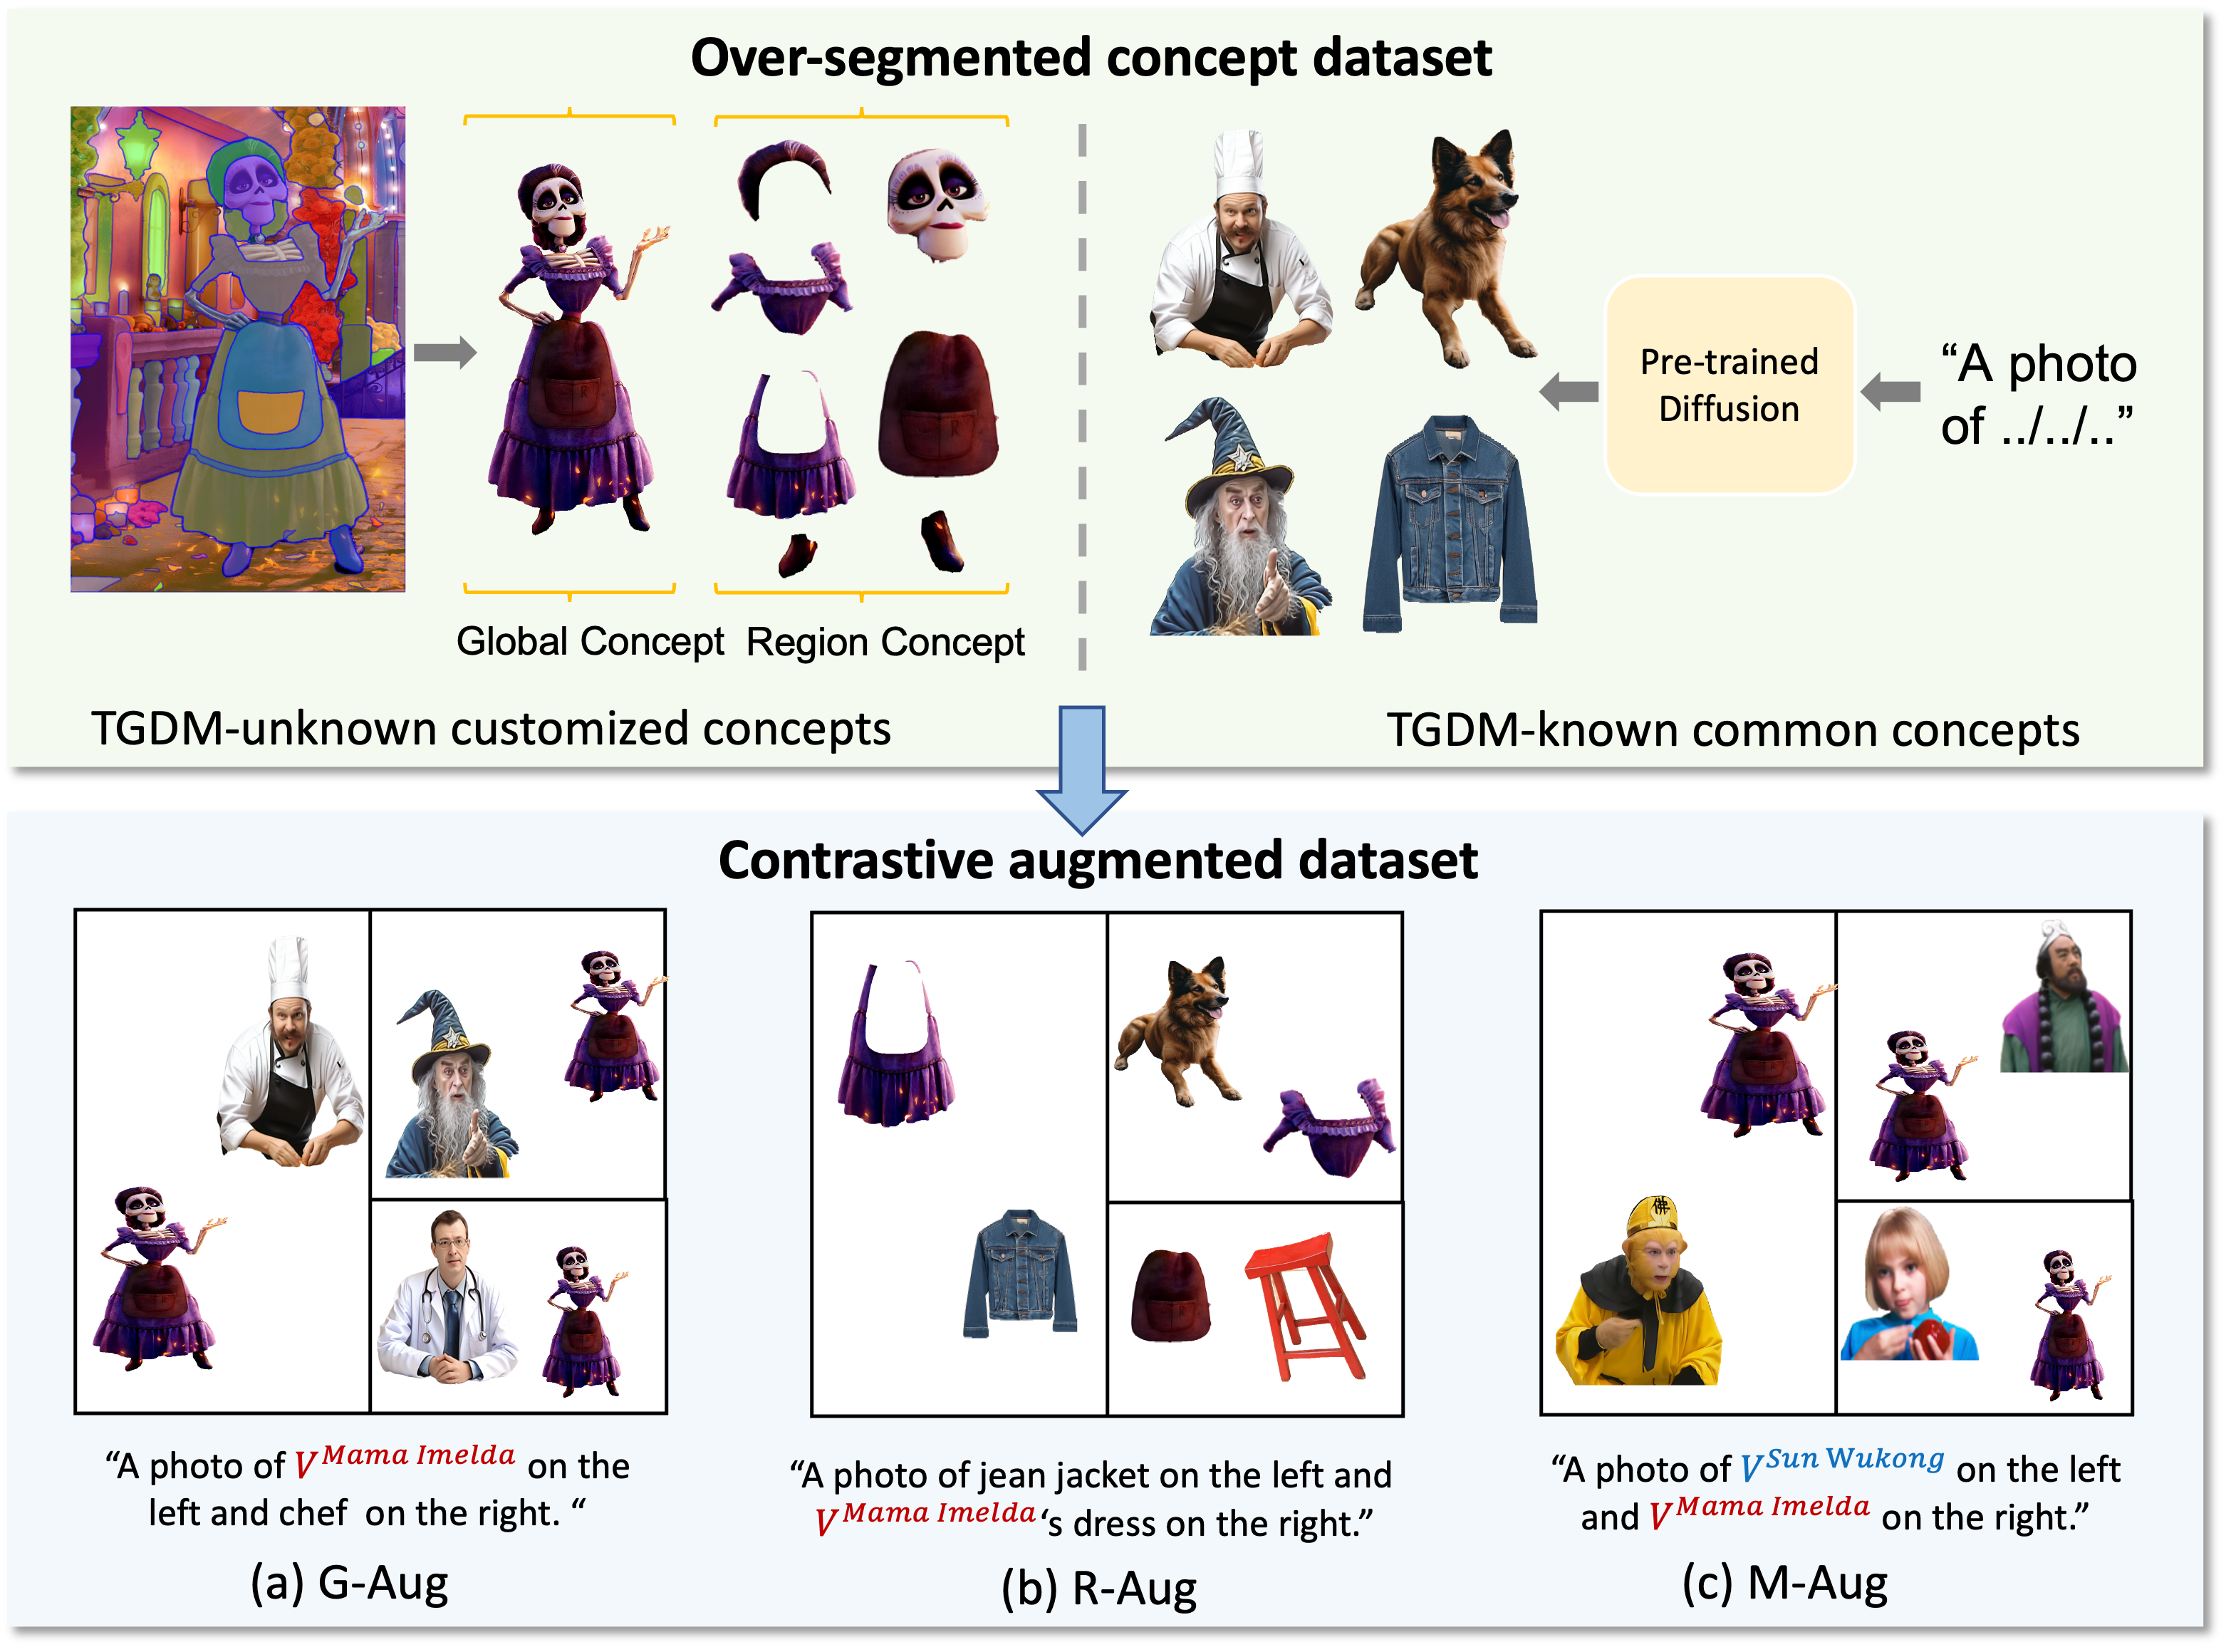 Over-segmented concept dataset
Global Concept
Region Concept
Pre-trained
Diffusion
“A photo
of ../../..”
TGDM-unknown customized concepts
TGDM-known common concepts
Contrastive augmented dataset
“A photo of V^Mama Imelda on the
left and chef on the right. “
(a) G-Aug
“A photo of jean jacket on the left and
V^Mama Imelda‘s dress on the right.”
(b) R-Aug
“A photo of V^Sun Wukong on the left
and V^Mama Imelda on the right.”
(c) M-Aug